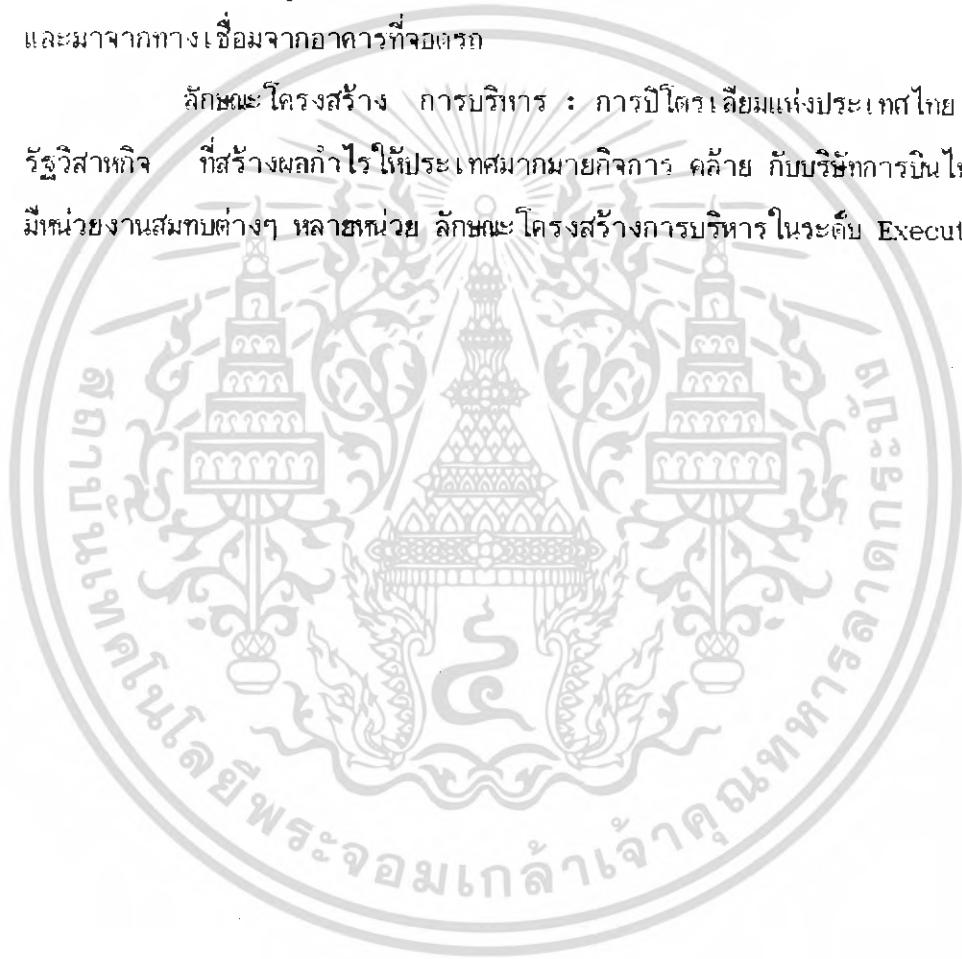 และมาจากทางเชื่อมจากอาคารที่จอดรถ
ลักษณะโครงสร้าง การบริหาร : การปิโตรเลียมแห่งประเทศไทย
รัฐวิสาหกิจ ที่สร้างผลกำไรให้ประเทศมากมายกิจการ คล้าย กับบริษัทการบินไท
มีหน่วยงานสมทบต่างๆ หลายหน่วย ลักษณะโครงสร้างการบริหารในระดับ Execut
สถาบันเทคโนโลยีพระจอมเกล้าเจ้าคุณทหารลาดกระบัง
๔